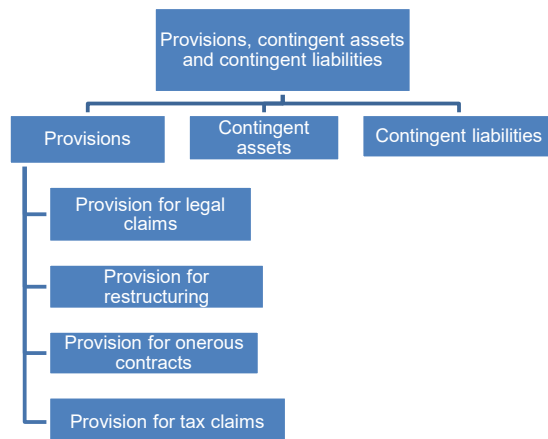 Provisions, contingent assets
and contingent liabilities
Provisions
Contingent
assets
Contingent liabilities
Provision for legal
claims
Provision for
restructuring
Provision for onerous
contracts
Provision for tax claims